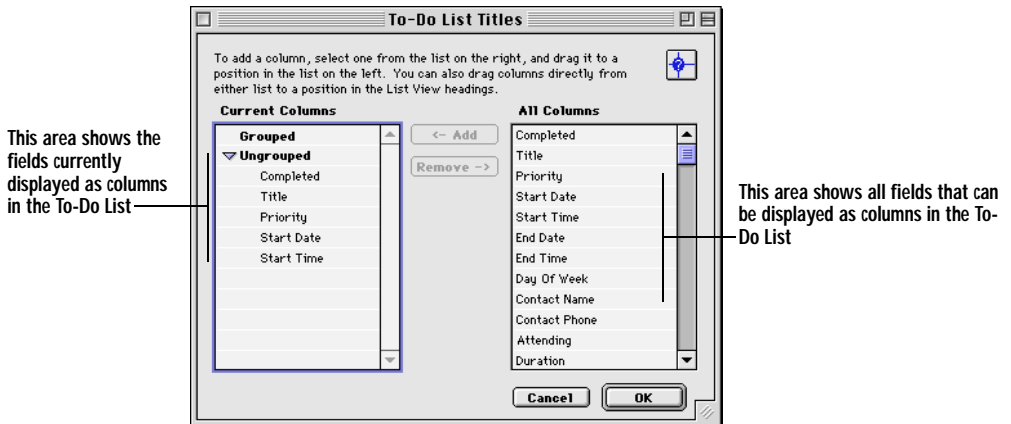 To-Do List Titles
To add a column, select one from the list on the right, and drag it to a
position in the list on the left. You can also drag columns directly from
either list to a position in the List View headings.
?
Current Columns
Grouped
Ungrouped
Completed
Title
Priority
Start Date
Start Time
<- Add
Remove ->
All Columns
Completed
Title
Priority
Start Date
Start Time
End Date
End Time
Day Of Week
Contact Name
Contact Phone
Attending
Duration
Cancel
OK
This area shows the
fields currently
displayed as columns
in the To-Do List
This area shows all fields that can
be displayed as columns in the To-
Do List